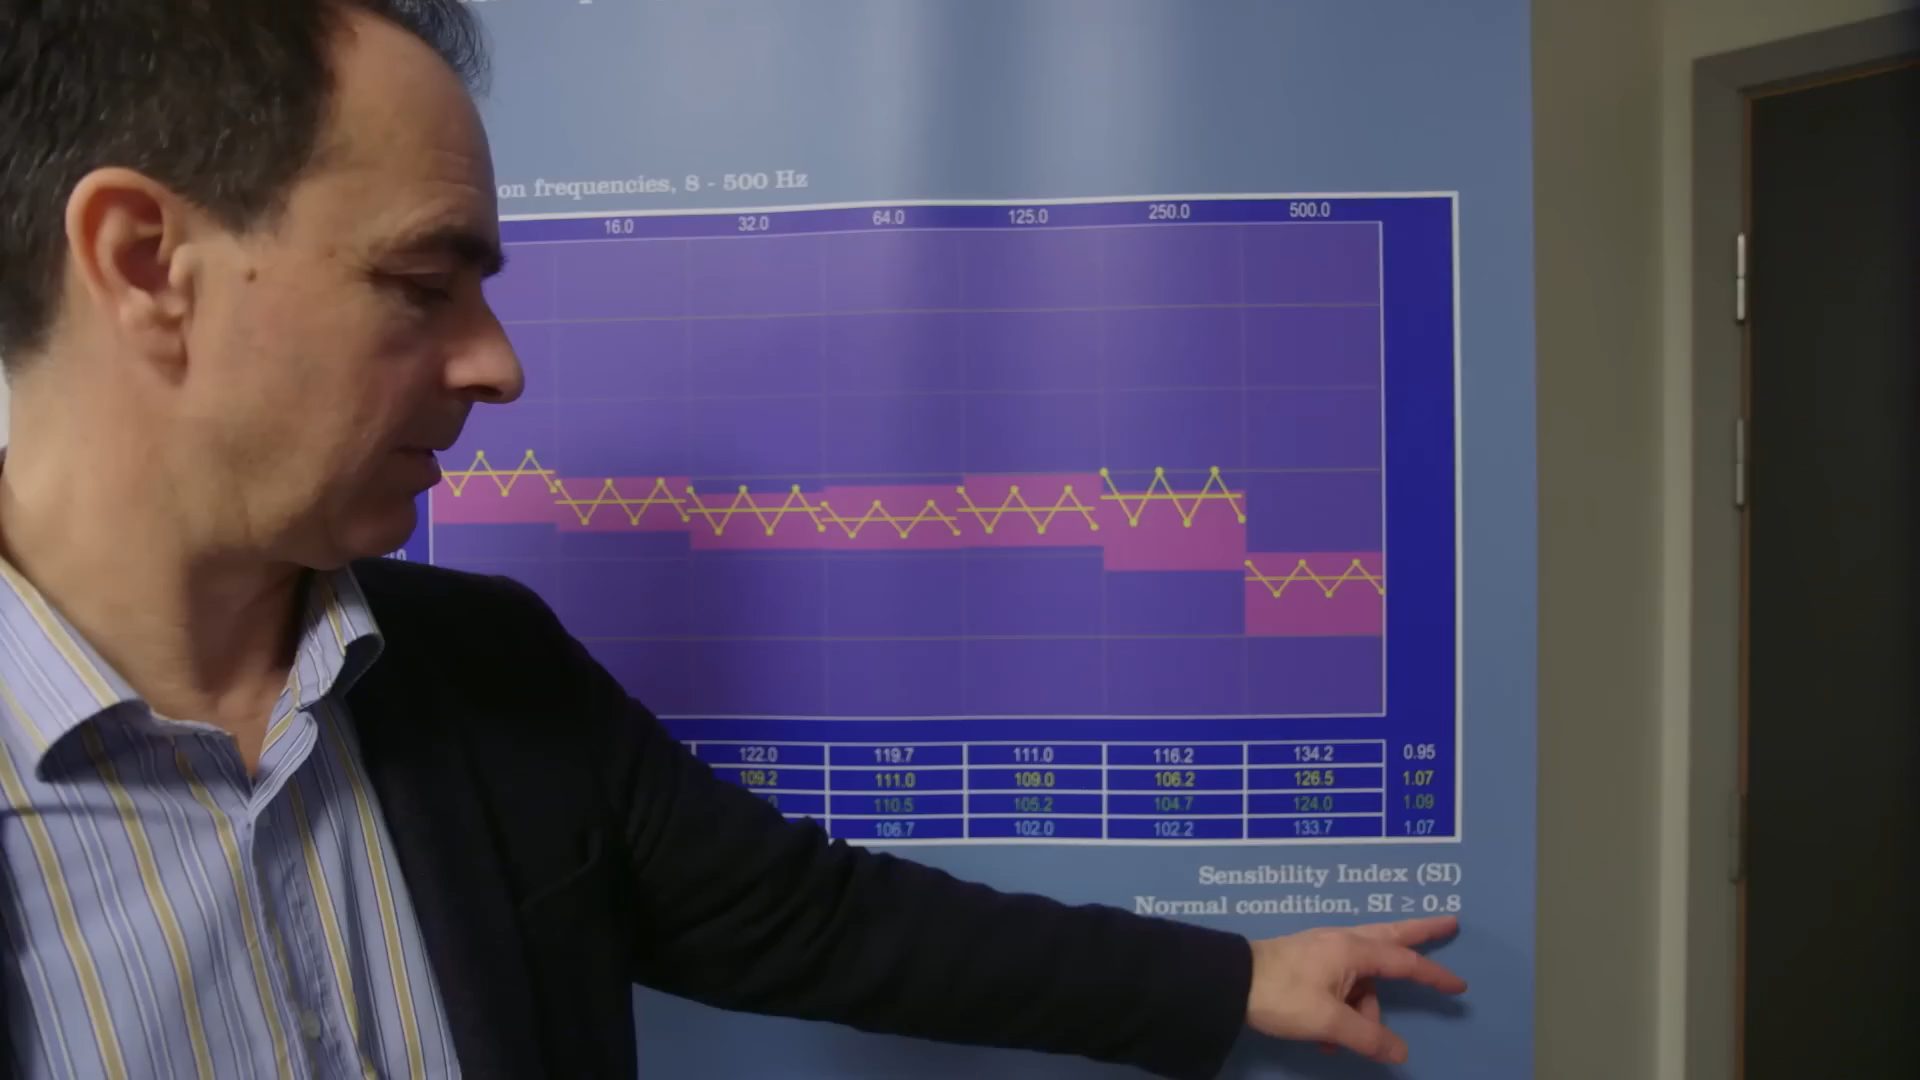 on frequencies, 8 - 500 Hz
16.0 32.0 64.0 125.0 250.0 500.0
122.0 119.7 111.0 116.2 134.2 0.95
109.2 111.0 109.0 106.2 126.5 1.07
110.5 105.2 104.7 124.0 1.09
106.7 102.0 102.2 133.7 1.07
Sensibility Index (SI)
Normal condition, SI ≥ 0.8